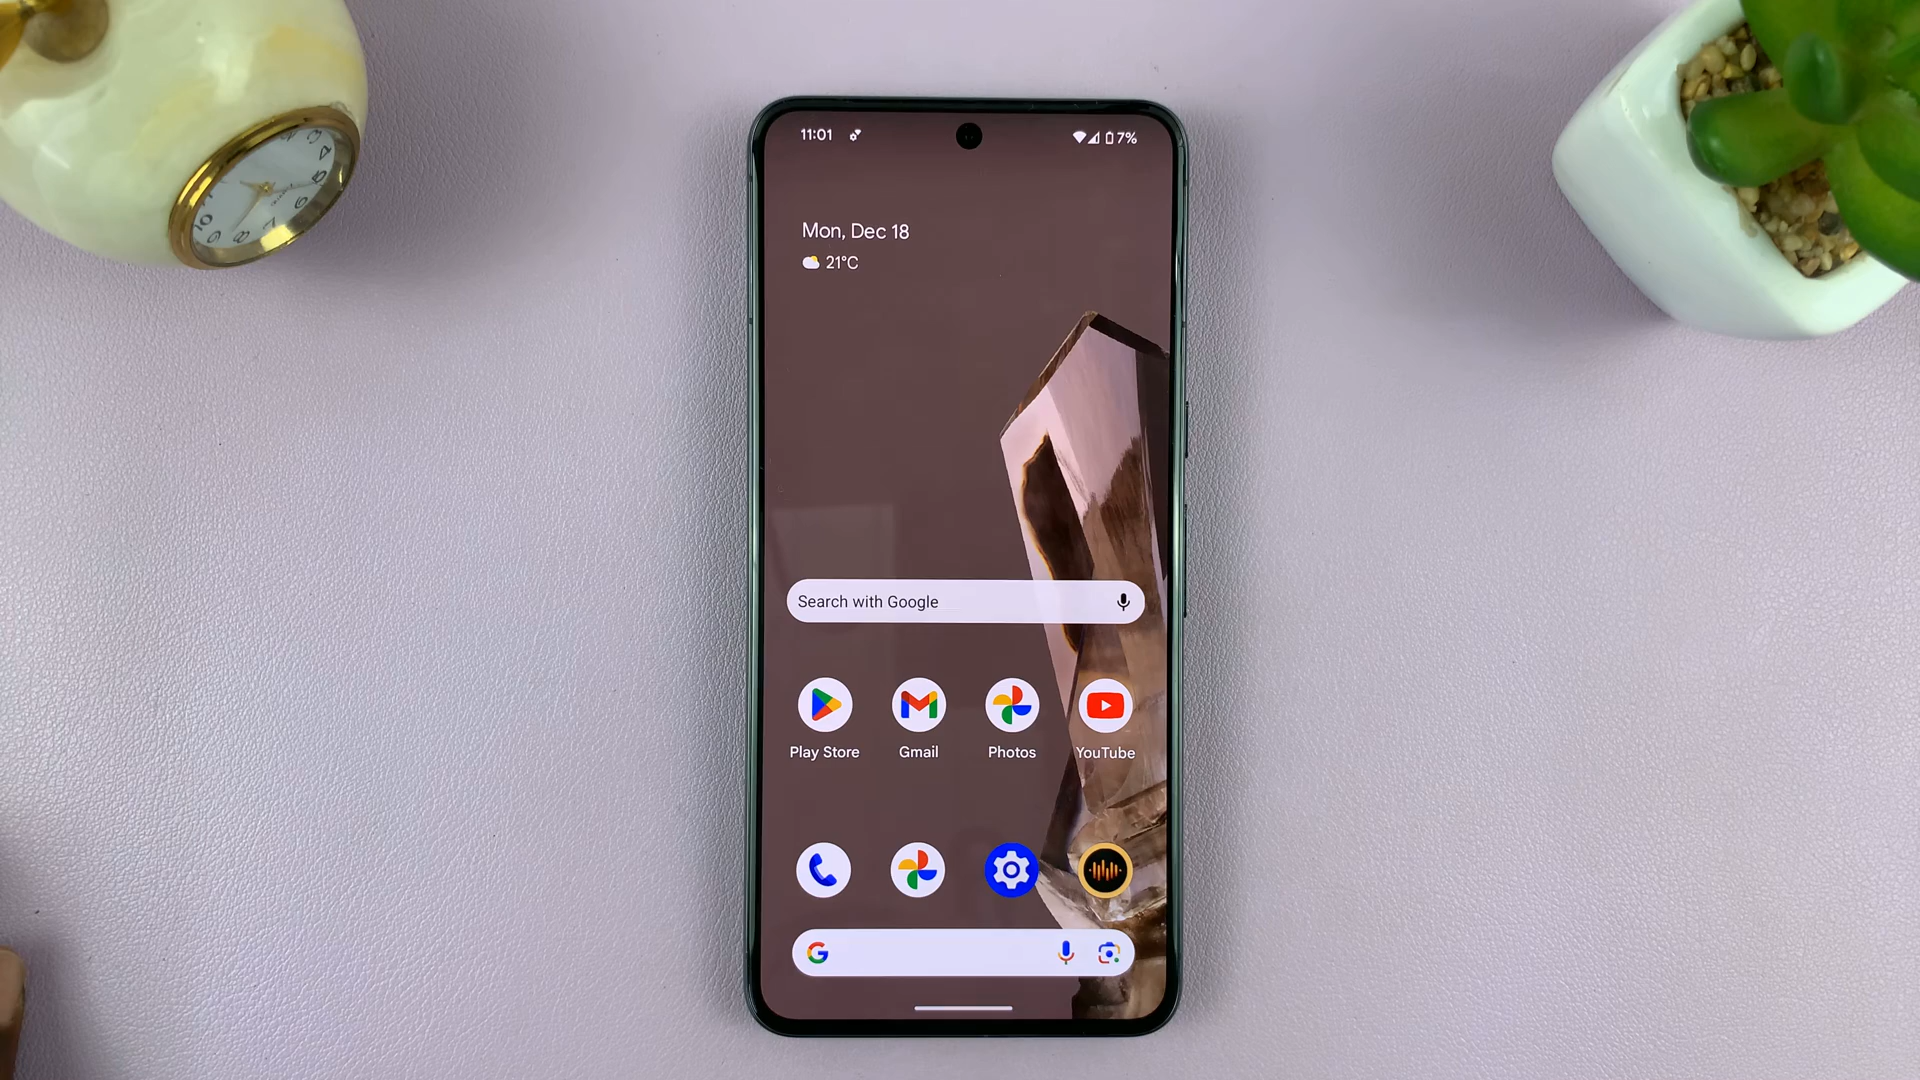 11:01 7%
Mon, Dec 18
21°C
Search with Google
Play Store Gmail Photos YouTube